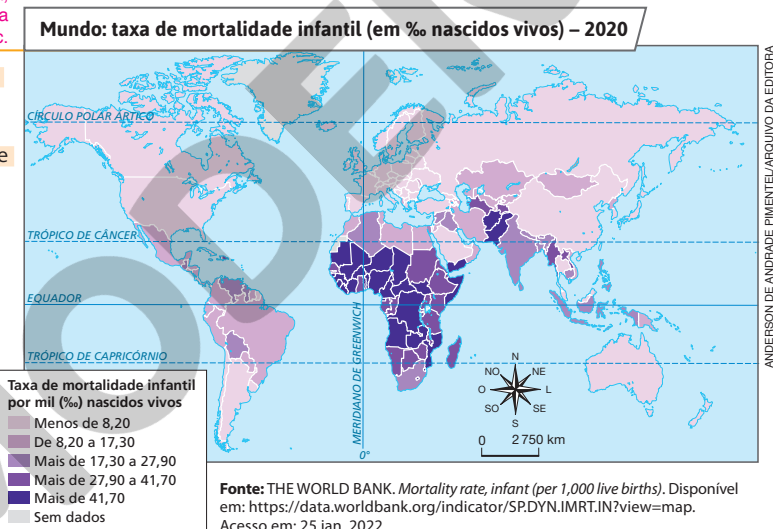 a
c.
e
Mundo: taxa de mortalidade infantil (em ‰ nascidos vivos) – 2020
CÍRCULO POLAR ÁRTICO
TRÓPICO DE CÂNCER
EQUADOR
TRÓPICO DE CAPRICÓRNIO
MERIDIANO DE GREENWICH
0°
N
NO NE
O L
SO SE
S
0 2 750 km
Taxa de mortalidade infantil
por mil (‰) nascidos vivos
Menos de 8,20
De 8,20 a 17,30
Mais de 17,30 a 27,90
Mais de 27,90 a 41,70
Mais de 41,70
Sem dados
Fonte: THE WORLD BANK. Mortality rate, infant (per 1,000 live births). Disponível
em: https://data.worldbank.org/indicator/SP.DYN.IMRT.IN?view=map.
Acesso em: 25 jan. 2022.
ANDERSON DE ANDRADE PIMENTEL/ARQUIVO DA EDITORA